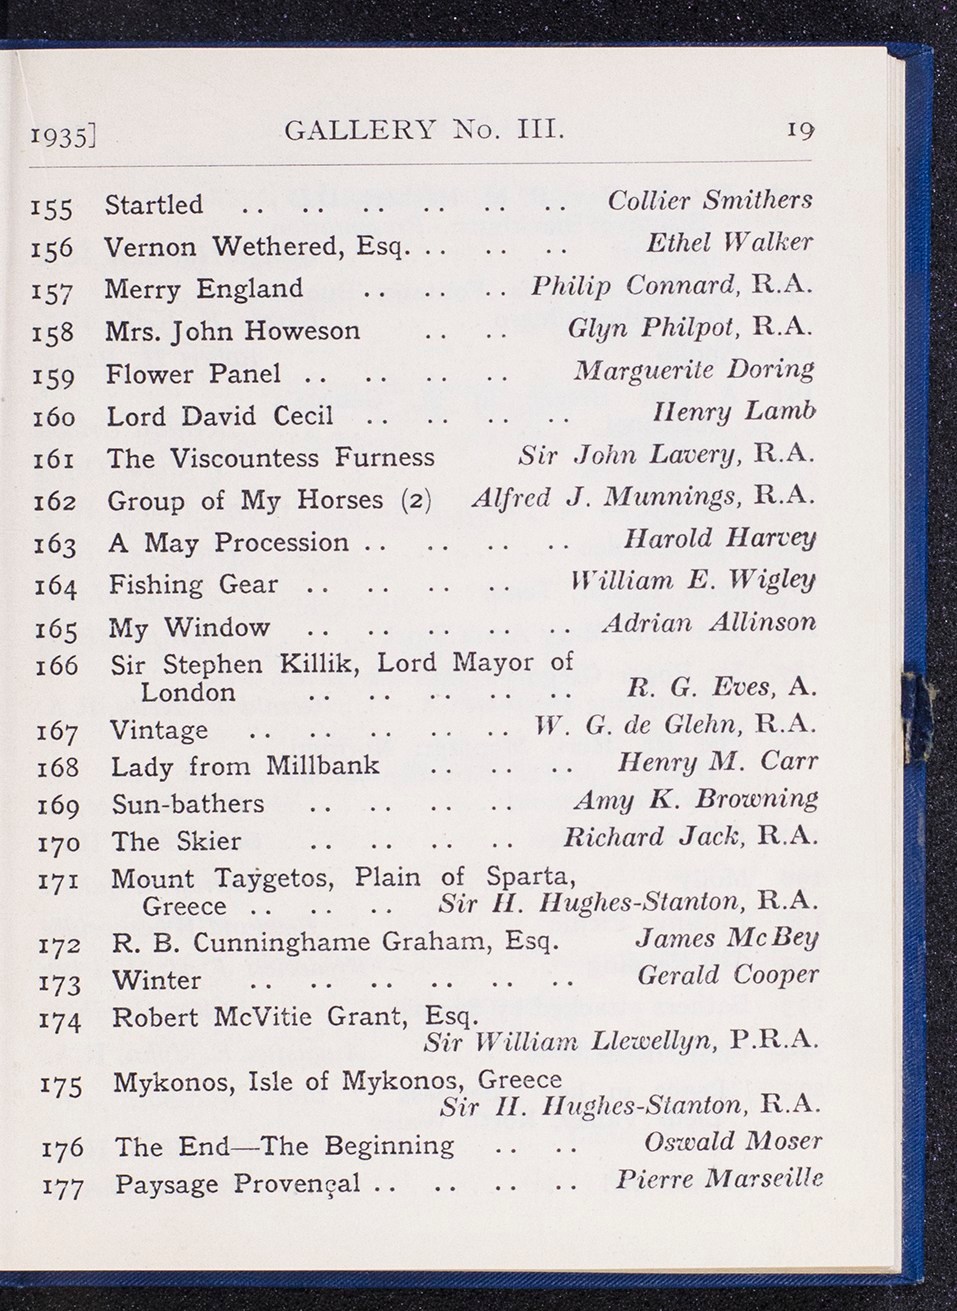 1935] GALLERY No. III. 19
155 Startled .. .. .. .. .. .. Collier Smithers
156 Vernon Wethered, Esq. .. .. .. Ethel Walker
157 Merry England .. .. .. Philip Connard, R.A.
158 Mrs. John Howeson .. .. Glyn Philpot, R.A.
159 Flower Panel .. .. .. .. Marguerite Doring
160 Lord David Cecil .. .. .. .. Henry Lamb
161 The Viscountess Furness Sir John Lavery, R.A.
162 Group of My Horses (2) Alfred J. Munnings, R.A.
163 A May Procession .. .. .. .. Harold Harvey
164 Fishing Gear .. .. .. .. William E. Wigley
165 My Window .. .. .. .. .. Adrian Allinson
166 Sir Stephen Killik, Lord Mayor of
London .. .. .. .. .. R. G. Eves, A.
167 Vintage .. .. .. .. .. W. G. de Glehn, R.A.
168 Lady from Millbank .. .. .. Henry M. Carr
169 Sun-bathers .. .. .. .. Amy K. Browning
170 The Skier .. .. .. .. Richard Jack, R.A.
171 Mount Taÿgetos, Plain of Sparta,
Greece .. .. .. Sir H. Hughes-Stanton, R.A.
172 R. B. Cunninghame Graham, Esq. James McBey
173 Winter .. .. .. .. .. .. Gerald Cooper
174 Robert McVitie Grant, Esq.
Sir William Llewellyn, P.R.A.
175 Mykonos, Isle of Mykonos, Greece
Sir H. Hughes-Stanton, R.A.
176 The End—The Beginning .. .. Oswald Moser
177 Paysage Provençal .. .. .. .. Pierre Marseille